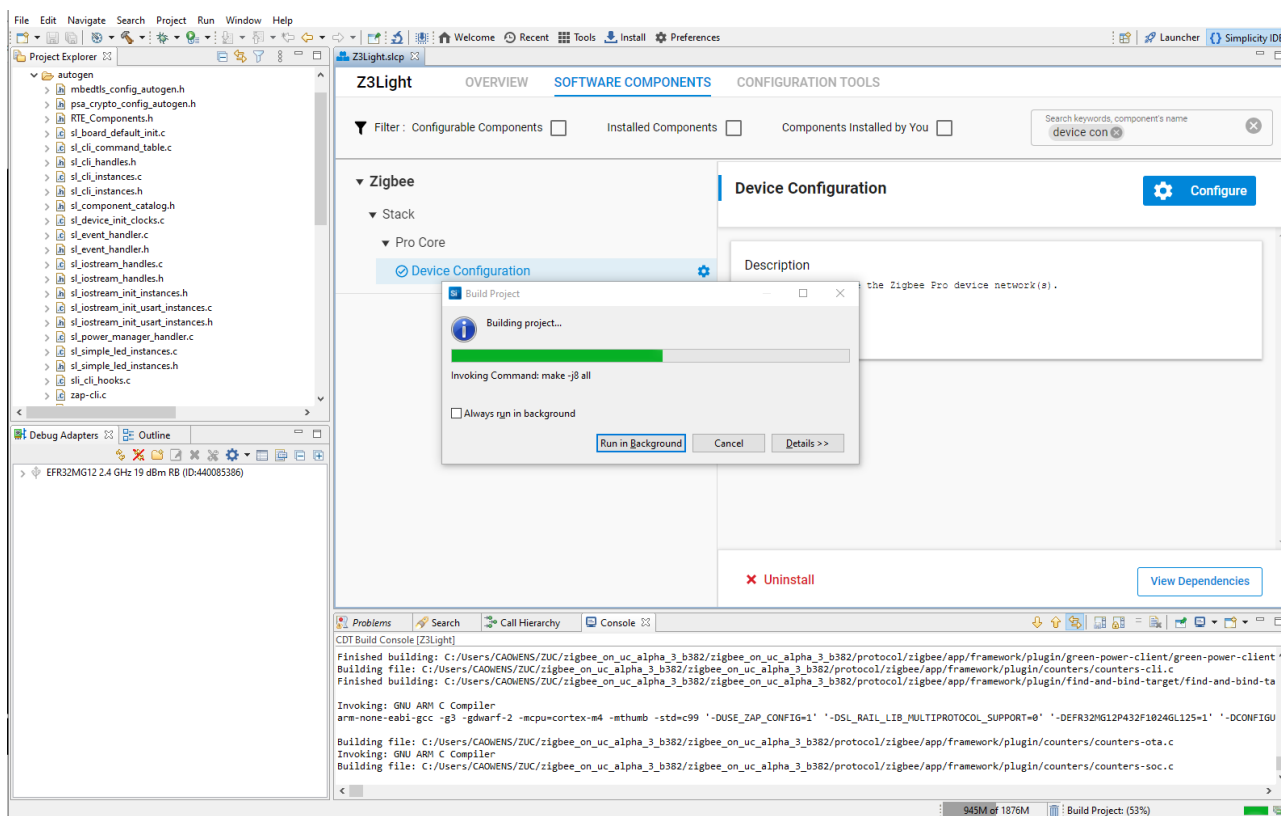 File Edit Navigate Search Project Run Window Help
Welcome Recent Tools Install Preferences
Launcher {} Simplicity IDE
Project Explorer
autogen
mbedtls_config_autogen.h
psa_crypto_config_autogen.h
RTE_Components.h
sl_board_default_init.c
sl_cli_command_table.c
sl_cli_handles.h
sl_cli_instances.c
sl_cli_instances.h
sl_component_catalog.h
sl_device_init_clocks.c
sl_event_handler.c
sl_event_handler.h
sl_iostream_handles.c
sl_iostream_handles.h
sl_iostream_init_instances.h
sl_iostream_init_usart_instances.c
sl_iostream_init_usart_instances.h
sl_power_manager_handler.c
sl_simple_led_instances.c
sl_simple_led_instances.h
sli_cli_hooks.c
zap-cli.c
Debug Adapters Outline
EFR32MG12 2.4 GHz 19 dBm RB (ID:440085386)
Z3Light.slcp
Z3Light OVERVIEW SOFTWARE COMPONENTS CONFIGURATION TOOLS
Filter : Configurable Components Installed Components Components Installed by You
Search keywords, component's name
device con
Zigbee
Stack
Pro Core
Device Configuration
Device Configuration
Configure
Description
the Zigbee Pro device network(s).
Build Project
Building project...
Invoking Command: make -j8 all
Always run in background
Run in Background Cancel Details >>
Uninstall
View Dependencies
Problems Search Call Hierarchy Console
CDT Build Console [Z3Light]
Finished building: C:/Users/CAOWENS/ZUC/zigbee_on_uc_alpha_3_b382/zigbee_on_uc_alpha_3_b382/protocol/zigbee/app/framework/plugin/green-power-client/green-power-client
Building file: C:/Users/CAOWENS/ZUC/zigbee_on_uc_alpha_3_b382/zigbee_on_uc_alpha_3_b382/protocol/zigbee/app/framework/plugin/counters/counters-cli.c
Finished building: C:/Users/CAOWENS/ZUC/zigbee_on_uc_alpha_3_b382/zigbee_on_uc_alpha_3_b382/protocol/zigbee/app/framework/plugin/find-and-bind-target/find-and-bind-ta
Invoking: GNU ARM C Compiler
arm-none-eabi-gcc -g3 -gdwarf-2 -mcpu=cortex-m4 -mthumb -std=c99 '-DUSE_ZAP_CONFIG=1' '-DSL_RAIL_LIB_MULTIPROTOCOL_SUPPORT=0' '-DEFR32MG12P432F1024GL125=1' '-DCONFIGU
Building file: C:/Users/CAOWENS/ZUC/zigbee_on_uc_alpha_3_b382/zigbee_on_uc_alpha_3_b382/protocol/zigbee/app/framework/plugin/counters/counters-ota.c
Invoking: GNU ARM C Compiler
Building file: C:/Users/CAOWENS/ZUC/zigbee_on_uc_alpha_3_b382/zigbee_on_uc_alpha_3_b382/protocol/zigbee/app/framework/plugin/counters/counters-soc.c
945M of 1876M Build Project: (53%)